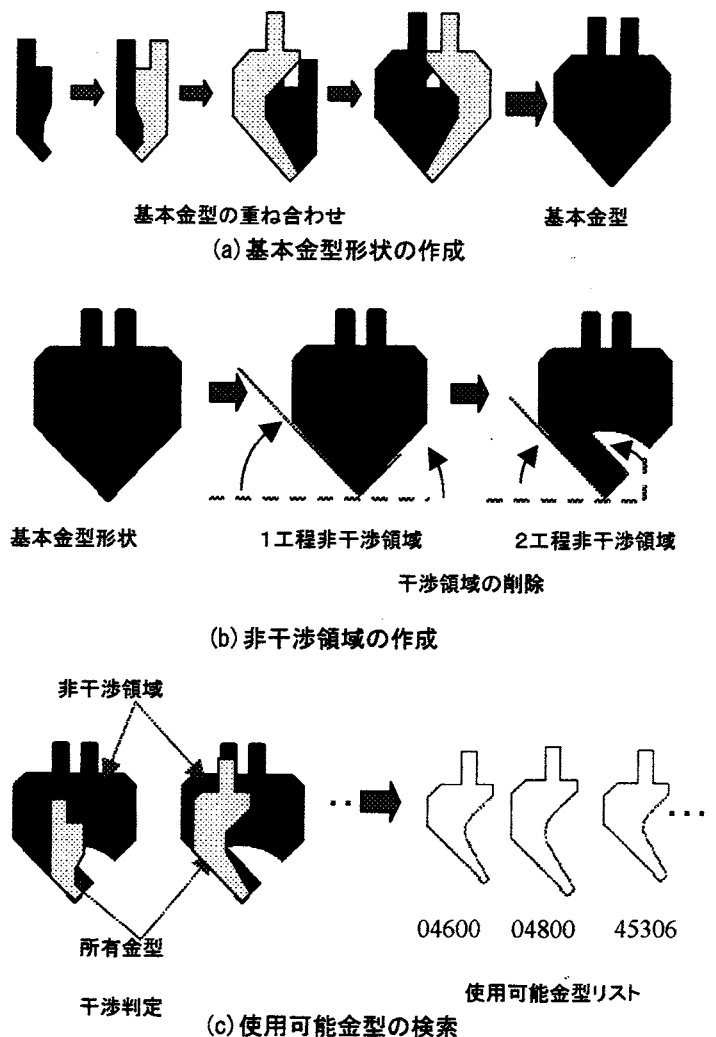 基本金型の重ね合わせ
基本金型
(a)基本金型形状の作成
基本金型形状
1工程非干渉領域
2工程非干渉領域
干渉領域の削除
(b)非干渉領域の作成
非干渉領域
所有金型
干渉判定
04600 04800 45306
使用可能金型リスト
(c)使用可能金型の検索